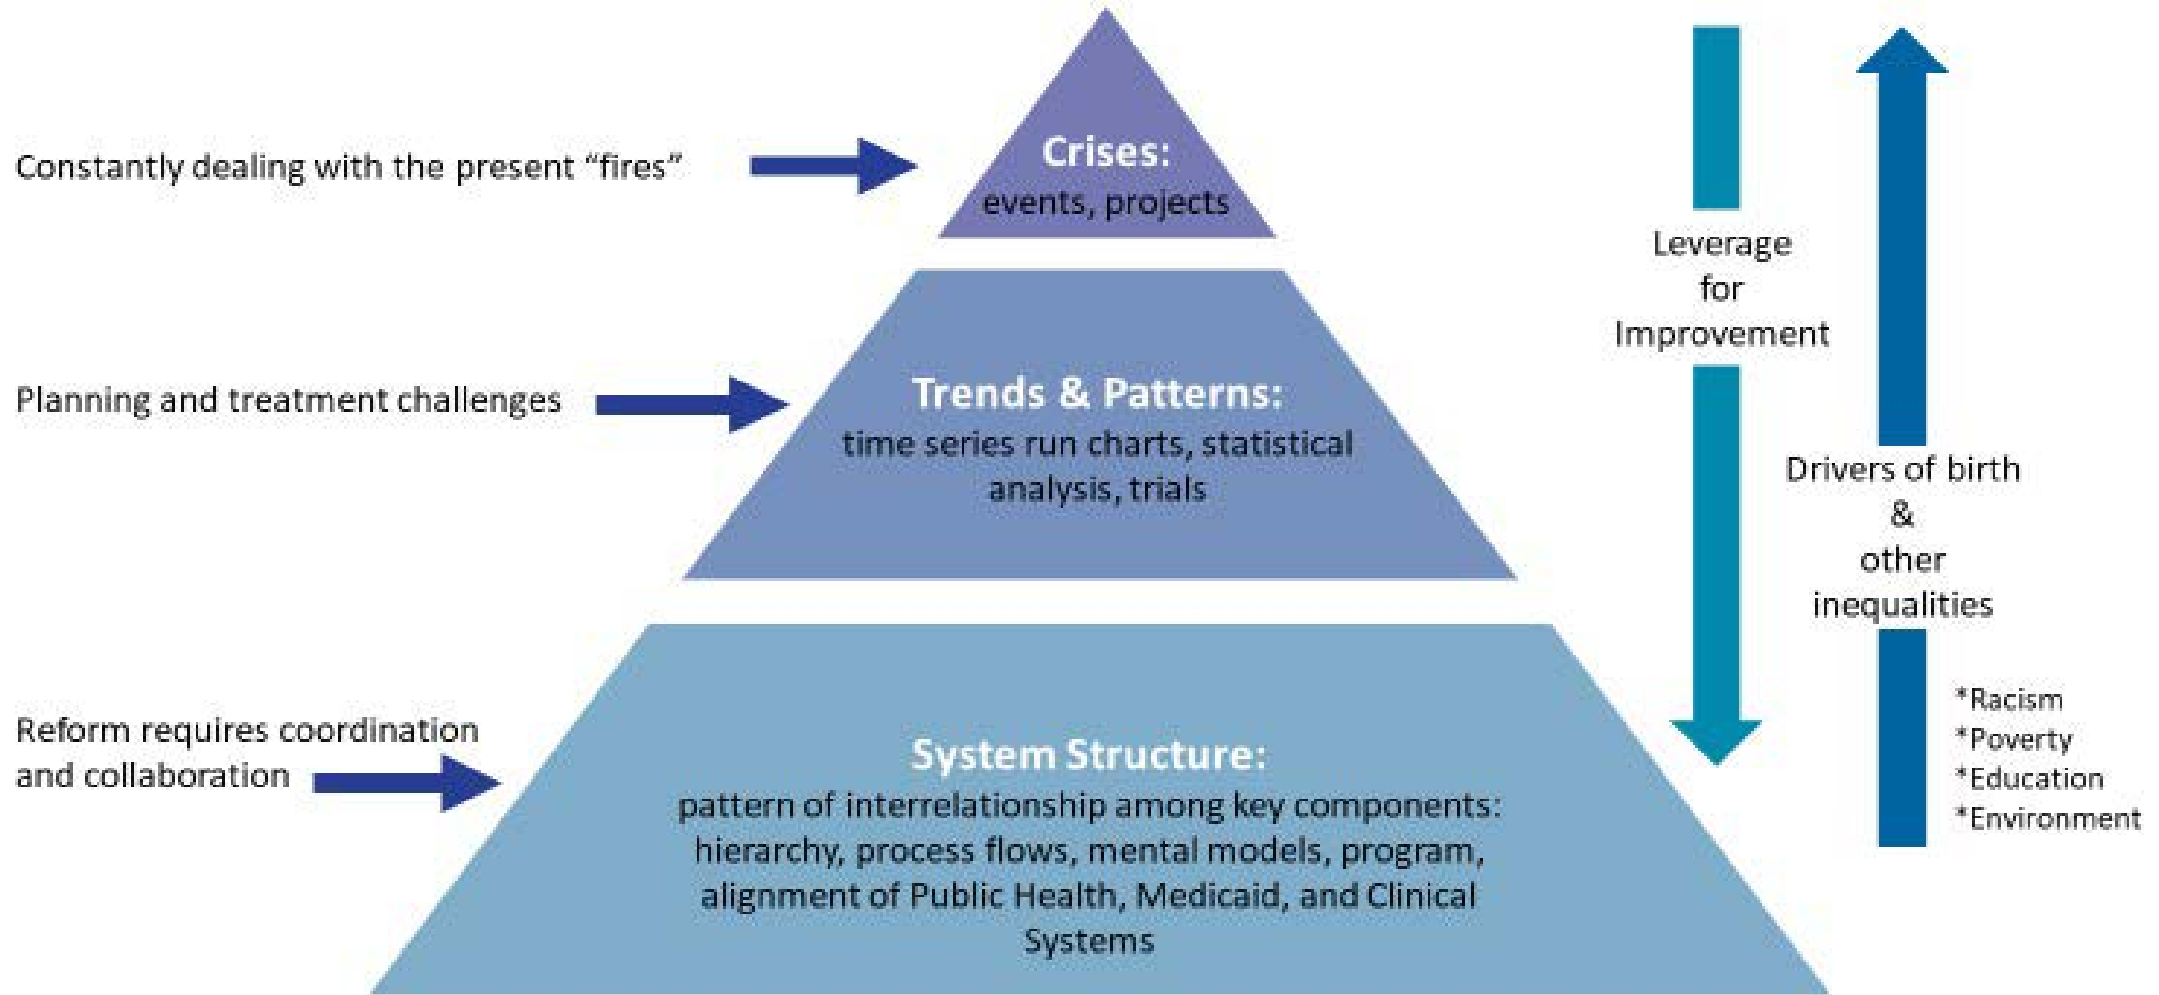 Constantly dealing with the present “fires”
Crises:
events, projects
Planning and treatment challenges
Trends & Patterns:
time series run charts, statistical
analysis, trials
Reform requires coordination
and collaboration
System Structure:
pattern of interrelationship among key components:
hierarchy, process flows, mental models, program,
alignment of Public Health, Medicaid, and Clinical
Systems
Leverage
for
Improvement
Drivers of birth
&
other
inequalities
*Racism
*Poverty
*Education
*Environment